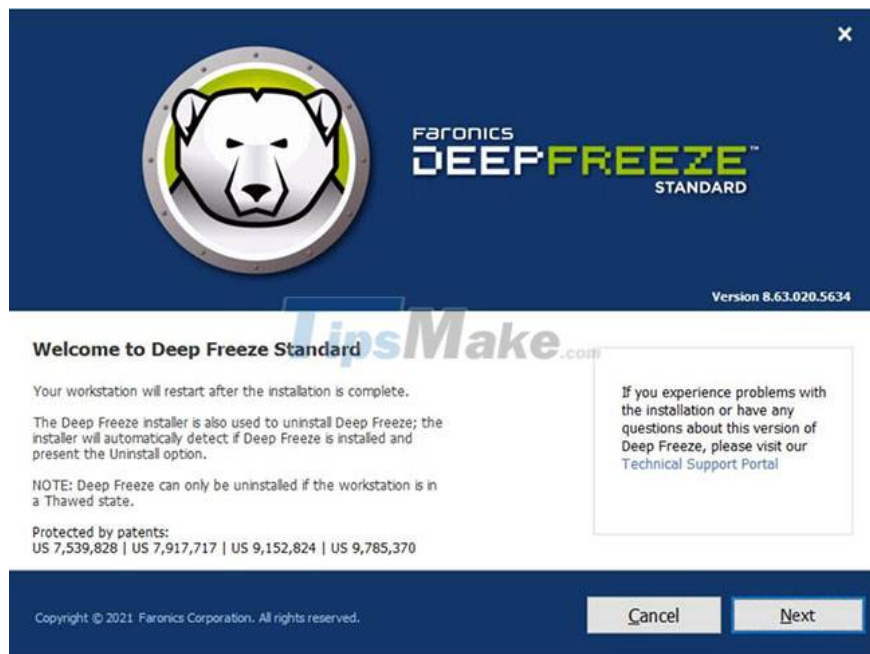 ×
Faronics
DEEPFREEZE™
STANDARD
Version 8.63.020.5634
TipsMake.com
Welcome to Deep Freeze Standard
Your workstation will restart after the installation is complete.
The Deep Freeze installer is also used to uninstall Deep Freeze; the
installer will automatically detect if Deep Freeze is installed and
present the Uninstall option.
NOTE: Deep Freeze can only be uninstalled if the workstation is in
a Thawed state.
Protected by patents:
US 7,539,828 | US 7,917,717 | US 9,152,824 | US 9,785,370
If you experience problems with
the installation or have any
questions about this version of
Deep Freeze, please visit our
Technical Support Portal
Copyright © 2021 Faronics Corporation. All rights reserved.
Cancel
Next